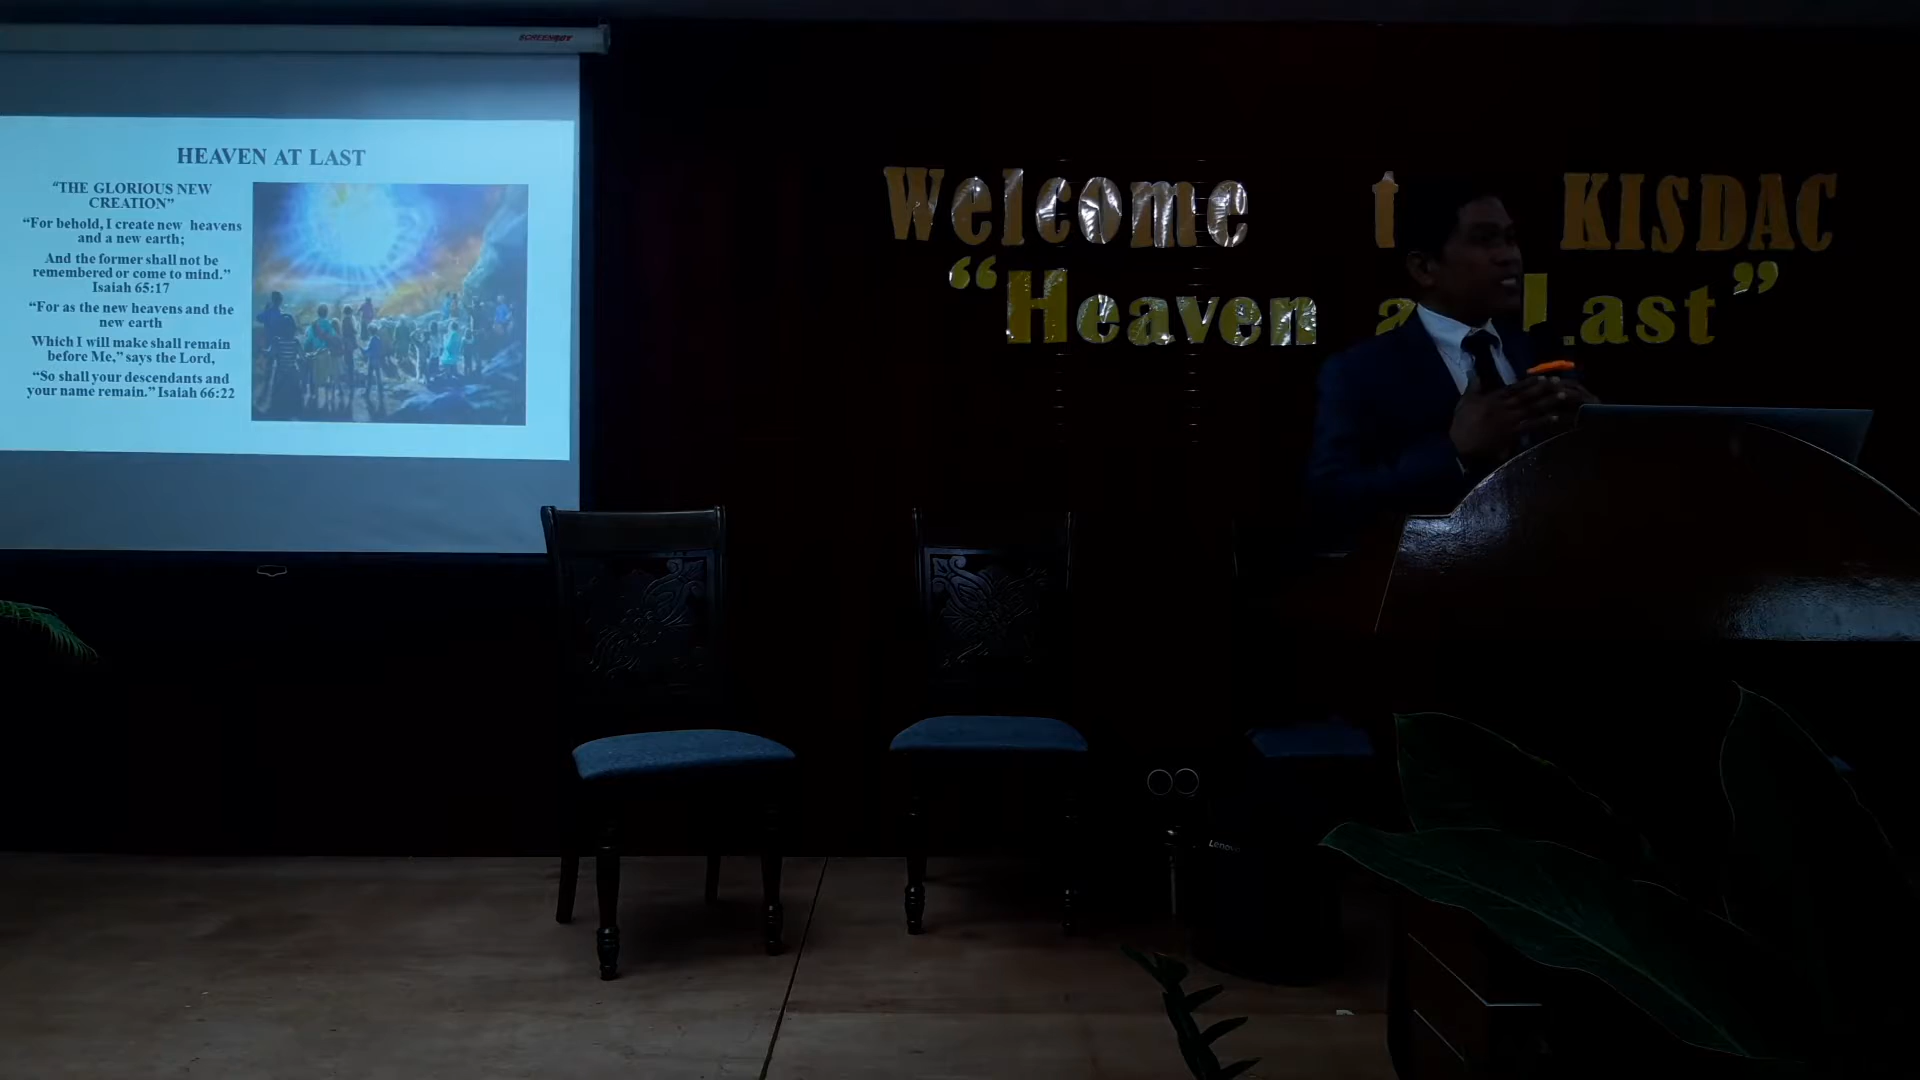 SCREENBOY
HEAVEN AT LAST
“THE GLORIOUS NEW
CREATION”
“For behold, I create new heavens
and a new earth;
And the former shall not be
remembered or come to mind.”
Isaiah 65:17
“For as the new heavens and the
new earth
Which I will make shall remain
before Me,” says the Lord,
“So shall your descendants and
your name remain.” Isaiah 66:22
Welcome t KISDAC
“Heaven a Last”
Lenovo